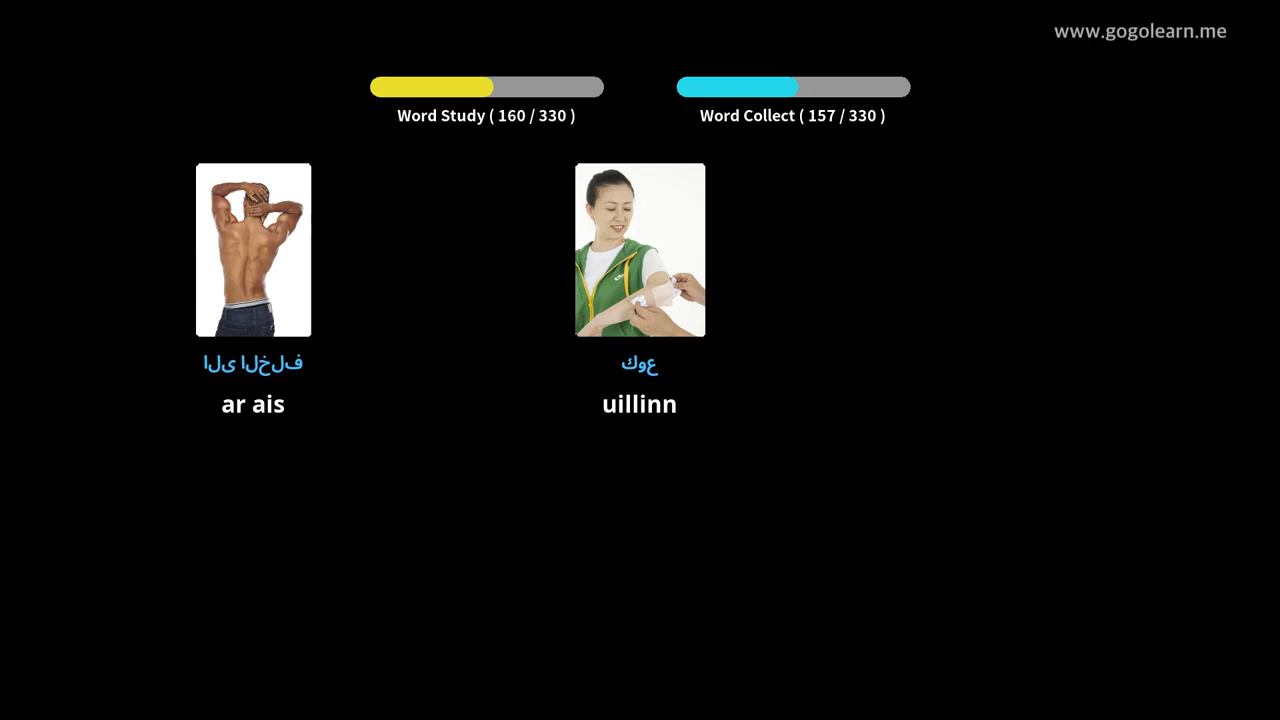 www.gogolearn.me
Word Study ( 160 / 330 )
Word Collect ( 157 / 330 )
الى الخلف
ar ais
كوع
uillinn